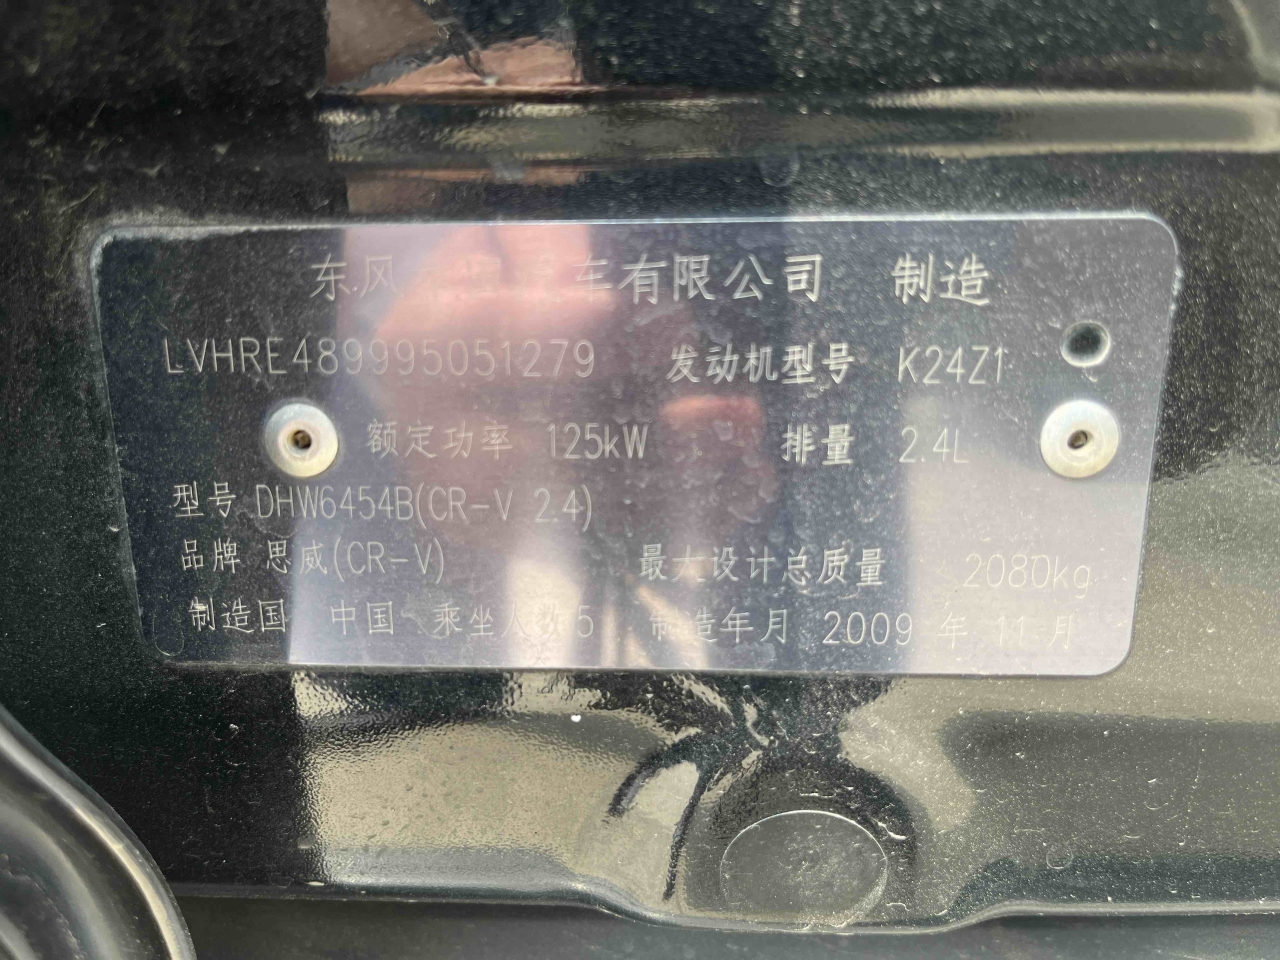 东风 车有限公司 制造
LVHRE489995051279 发动机型号 K24Z1
额定功率 125kW 排量 2.4L
型号 DHW6454B(CR-V 2.4)
品牌 思威(CR-V) 最大设计总质量 2080kg
制造国 中国 乘坐人数 5 制造年月 2009 年 11 月